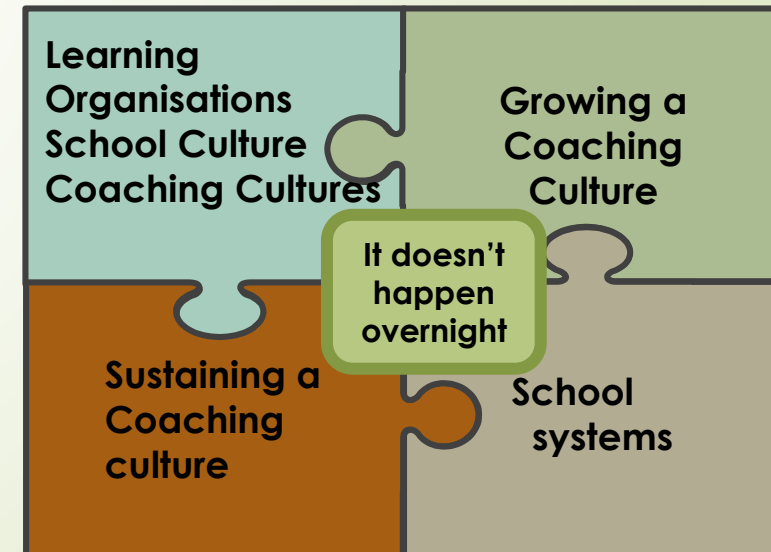 Learning
Organisations
School Culture
Coaching Cultures
Growing a
Coaching
Culture
It doesn't
happen
overnight
Sustaining a
Coaching
culture
School
systems